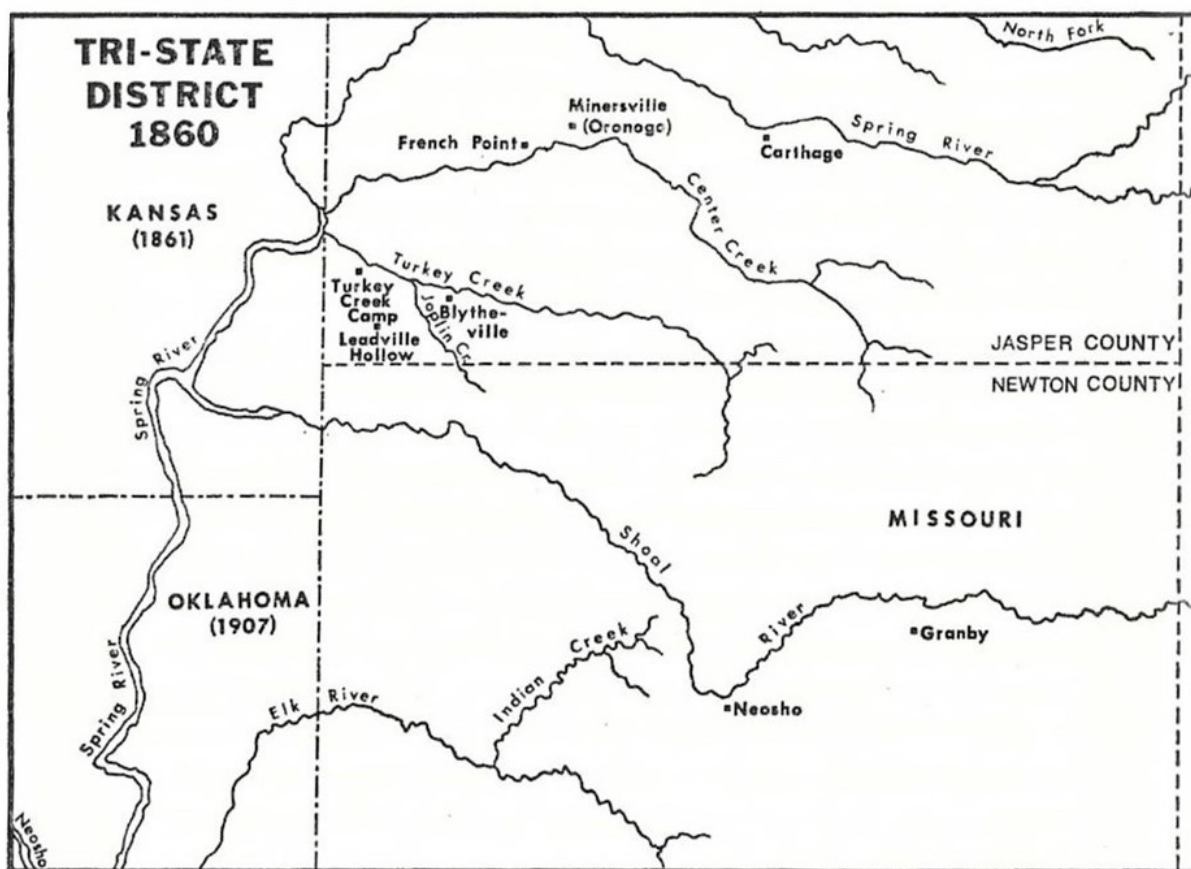 TRI-STATE
DISTRICT
1860
North Fork
Minersville
(Oronogo)
French Point
Carthage
Spring River
KANSAS
(1861)
Center Creek
Turkey Creek
Turkey
Creek
Camp
Blythe-
ville
Joplin Cr.
Leadville
Hollow
JASPER COUNTY
NEWTON COUNTY
Spring River
MISSOURI
Shoal River
OKLAHOMA
(1907)
Granby
Indian Creek
Neosho
Elk River
Spring River
Neosho